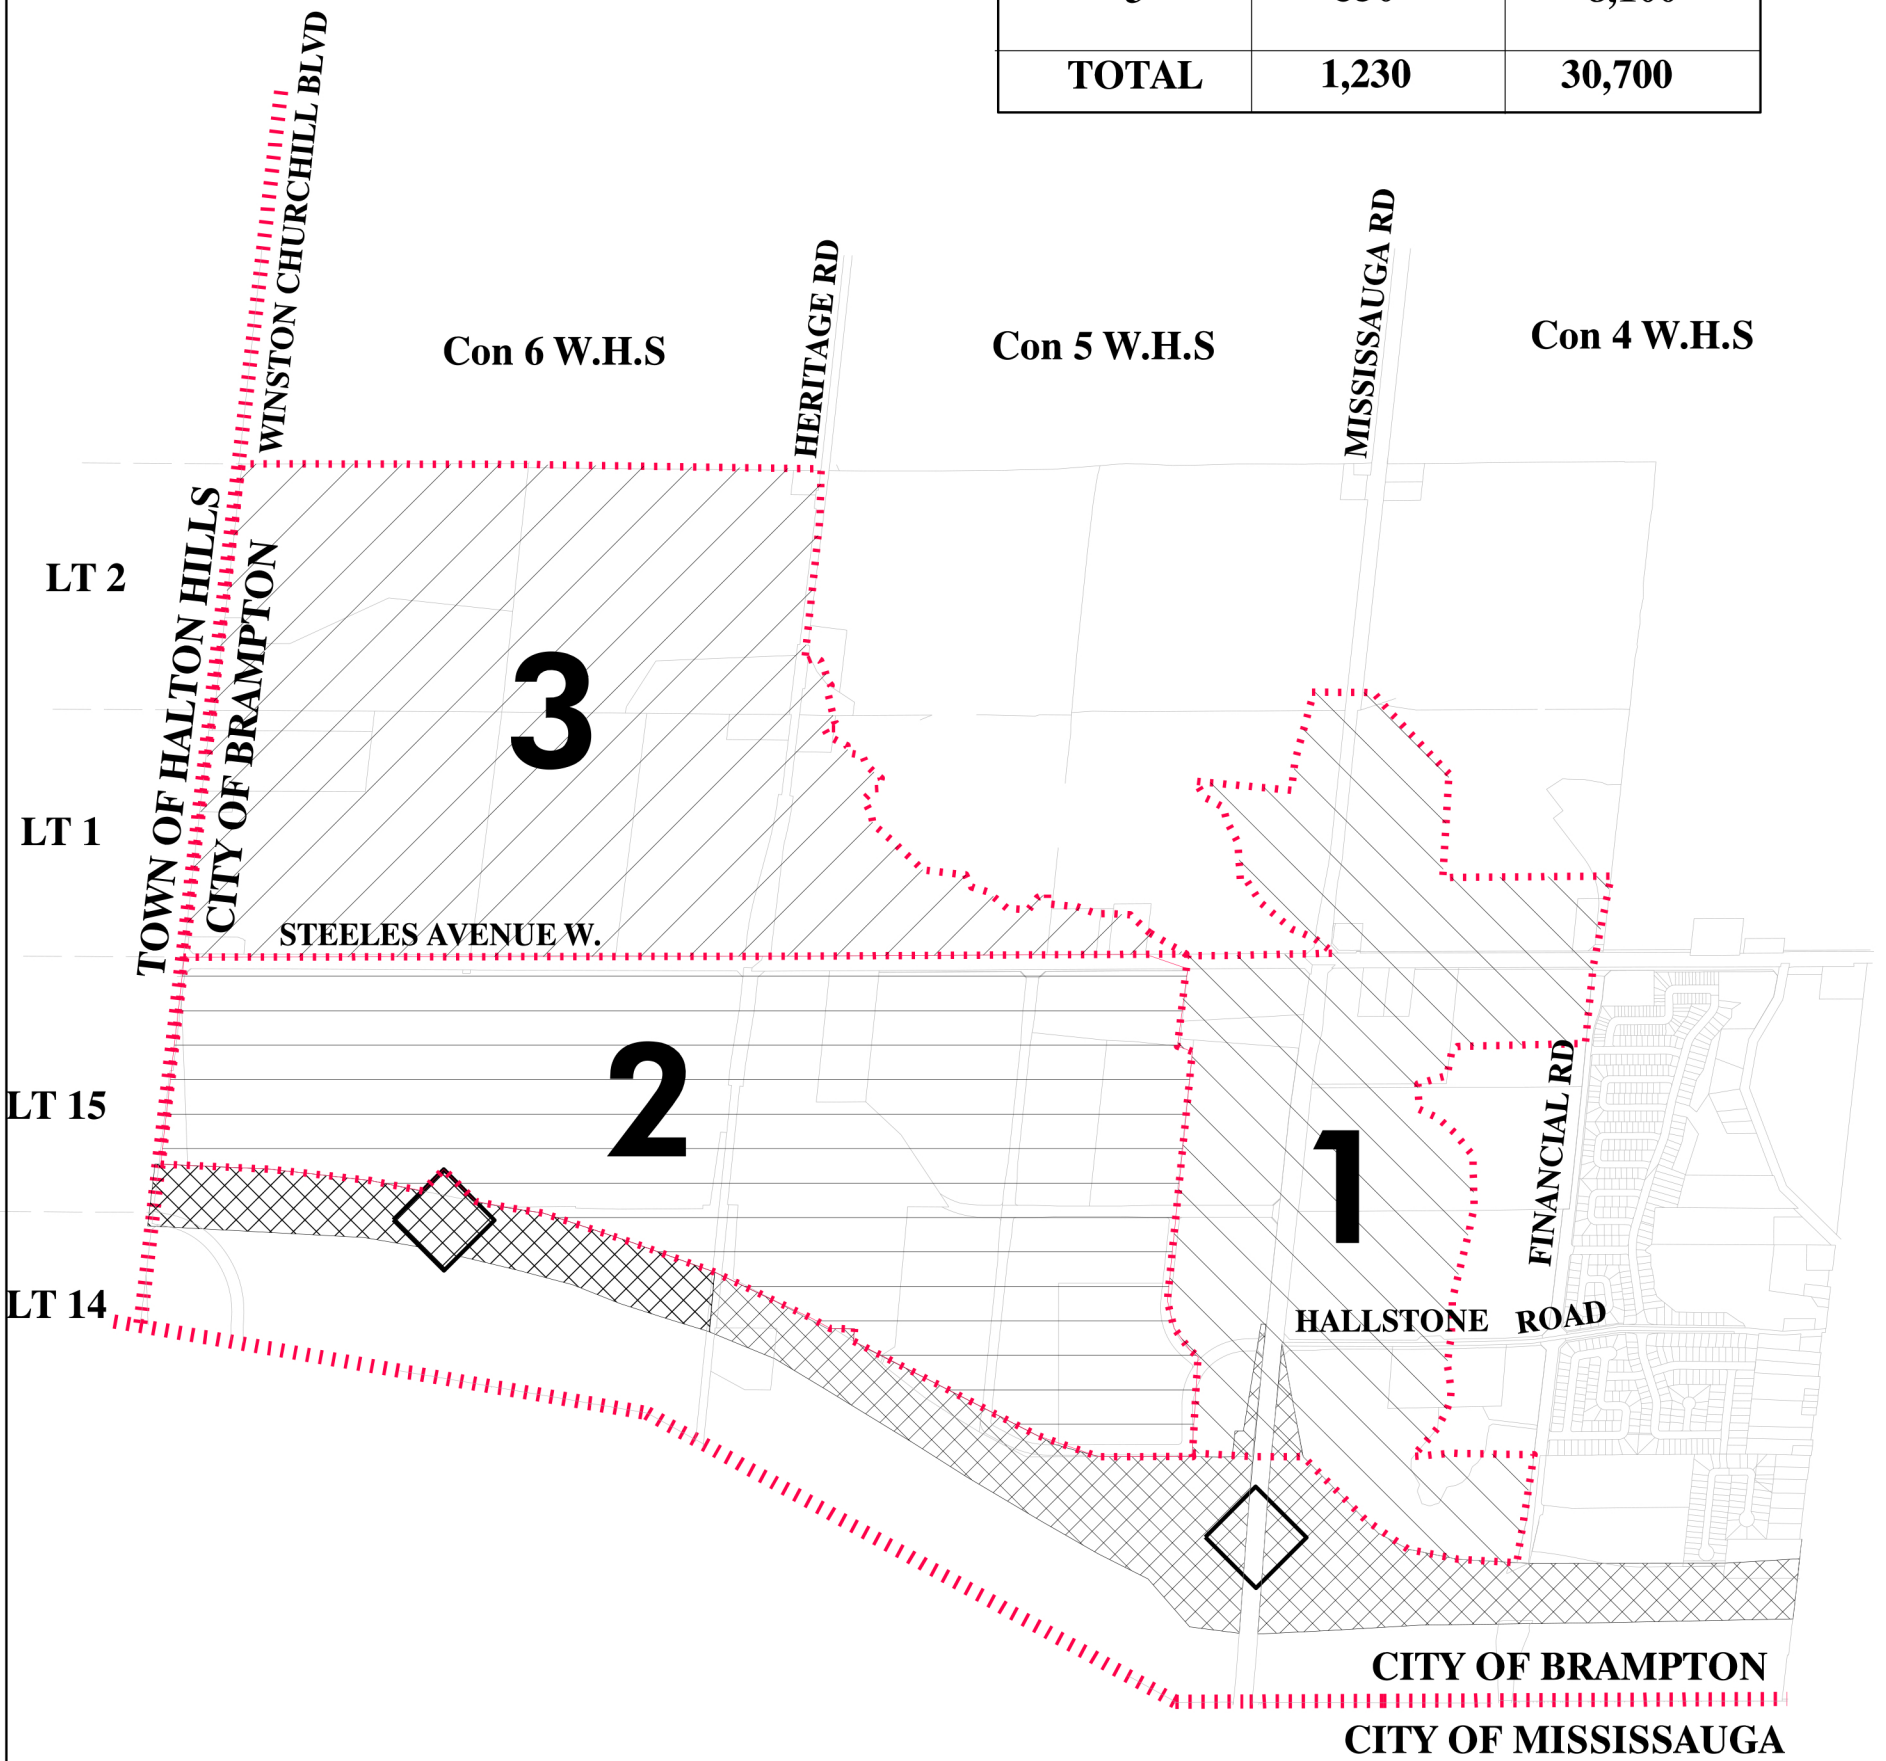 TOTAL 1,230 30,700
WINSTON CHURCHILL BLVD
HERITAGE RD
MISSISSAUGA RD
Con 6 W.H.S
Con 5 W.H.S
Con 4 W.H.S
LT 2
TOWN OF HALTON HILLS
CITY OF BRAMPTON
3
LT 1
STEELES AVENUE W.
LT 15
2
1
FINANCIAL RD
LT 14
HALLSTONE ROAD
CITY OF BRAMPTON
CITY OF MISSISSAUGA